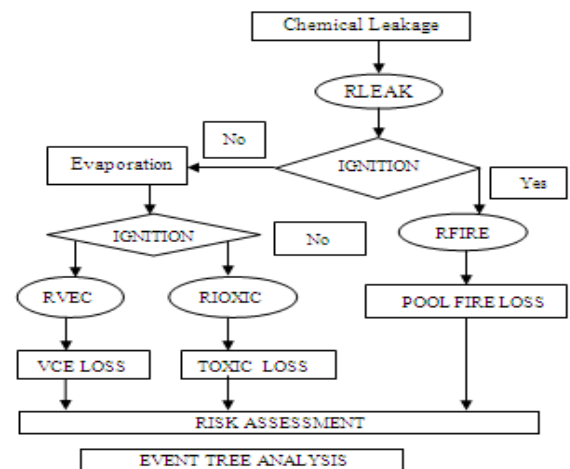 Chemical Leakage
RLEAK
No
IGNITION
Evaporation
Yes
IGNITION
No
RFIRE
RVEC
RIOXIC
POOL FIRE LOSS
VCE LOSS
TOXIC LOSS
RISK ASSESSMENT
EVENT TREE ANALYSIS